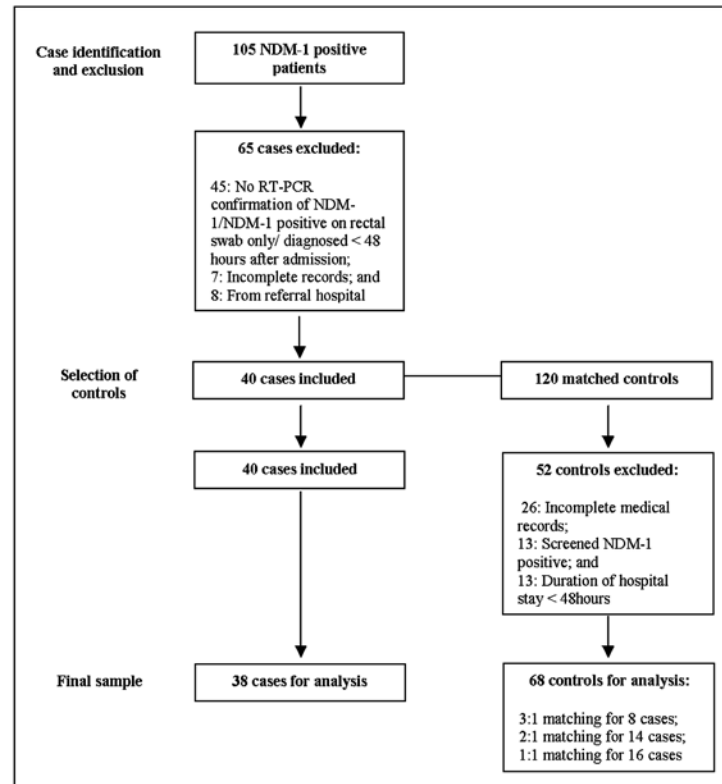 Case identification
and exclusion
105 NDM-1 positive
patients
65 cases excluded:
45: No RT-PCR
confirmation of NDM-
1/NDM-1 positive on rectal
swab only/ diagnosed < 48
hours after admission;
7: Incomplete records; and
8: From referral hospital
Selection of
controls
40 cases included
120 matched controls
40 cases included
52 controls excluded:
26: Incomplete medical
records;
13: Screened NDM-1
positive; and
13: Duration of hospital
stay < 48hours
Final sample
38 cases for analysis
68 controls for analysis:
3:1 matching for 8 cases;
2:1 matching for 14 cases;
1:1 matching for 16 cases